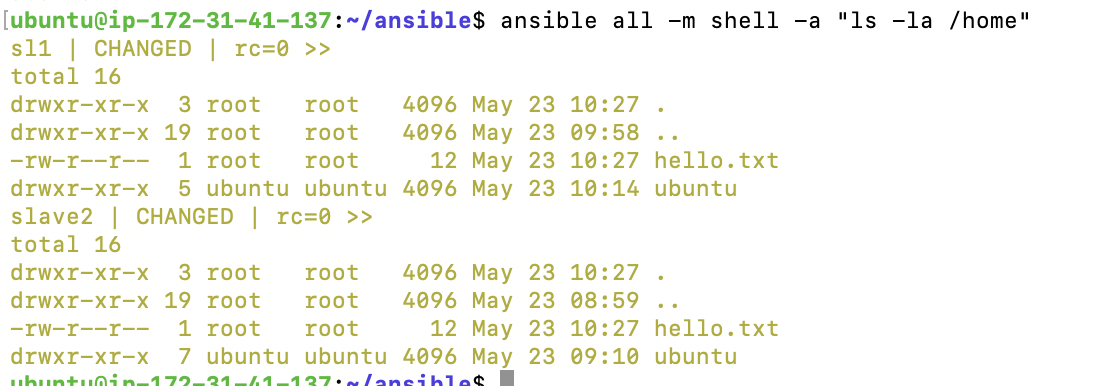 [ubuntu@ip-172-31-41-137:~/ansible$ ansible all -m shell -a "ls -la /home"
sl1 | CHANGED | rc=0 >>
total 16
drwxr-xr-x  3 root   root   4096 May 23 10:27 .
drwxr-xr-x 19 root   root   4096 May 23 09:58 ..
-rw-r--r--  1 root   root     12 May 23 10:27 hello.txt
drwxr-xr-x  5 ubuntu ubuntu 4096 May 23 10:14 ubuntu
slave2 | CHANGED | rc=0 >>
total 16
drwxr-xr-x  3 root   root   4096 May 23 10:27 .
drwxr-xr-x 19 root   root   4096 May 23 08:59 ..
-rw-r--r--  1 root   root     12 May 23 10:27 hello.txt
drwxr-xr-x  7 ubuntu ubuntu 4096 May 23 09:10 ubuntu
ubuntu@ip-172-31-41-137:~/ansible$